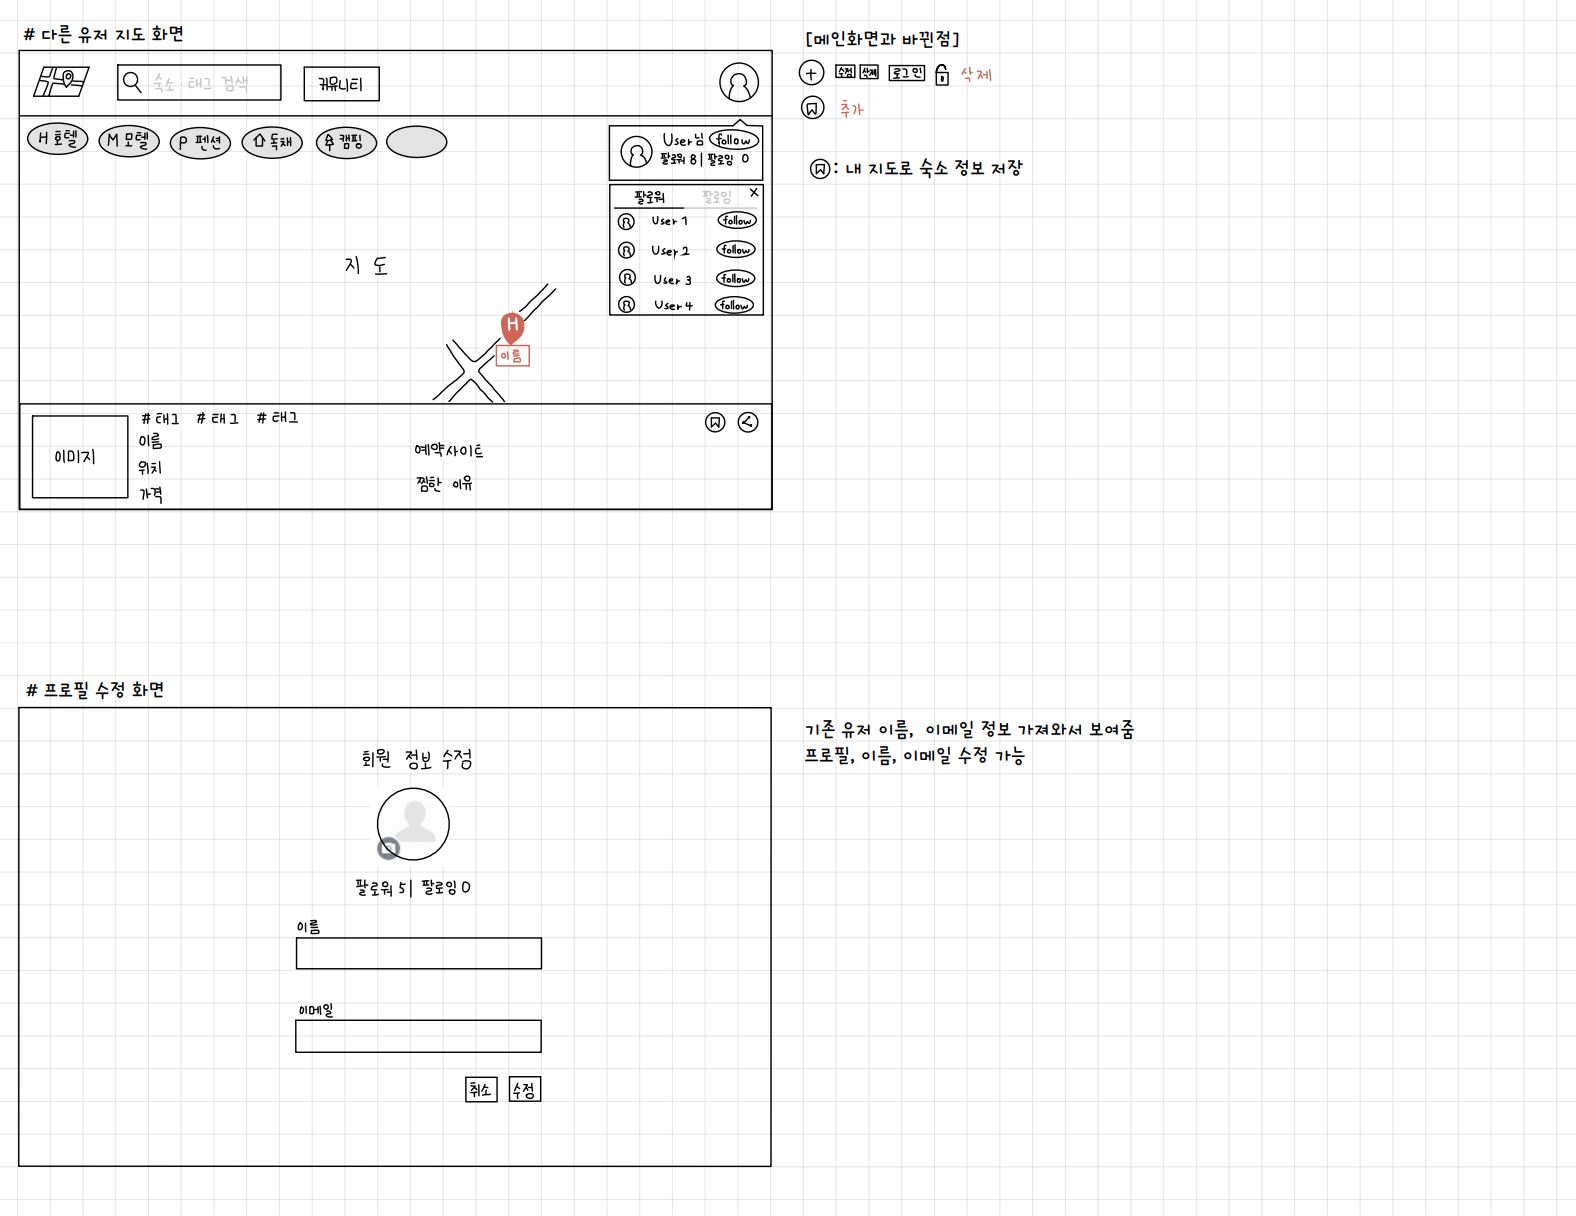 # 다른 유저 지도 화면
숙소 태그 검색
커뮤니티
H 호텔
M 모텔
P 펜션
독채
캠핑
User님 follow
팔로워 8 | 팔로잉 0
팔로워 팔로잉 X
User 1 follow
User 2 follow
User 3 follow
User 4 follow
지도
H
이름
이미지
#태그 #태그 #태그
이름
위치
가격
예약사이트
찜한 이유
[메인화면과 바뀐점]
+ 수정 삭제 로그인 삭제
추가
: 내 지도로 숙소 정보 저장
# 프로필 수정 화면
회원 정보 수정
팔로워 5 | 팔로잉 0
이름
이메일
취소 수정
기존 유저 이름, 이메일 정보 가져와서 보여줌
프로필, 이름, 이메일 수정 가능